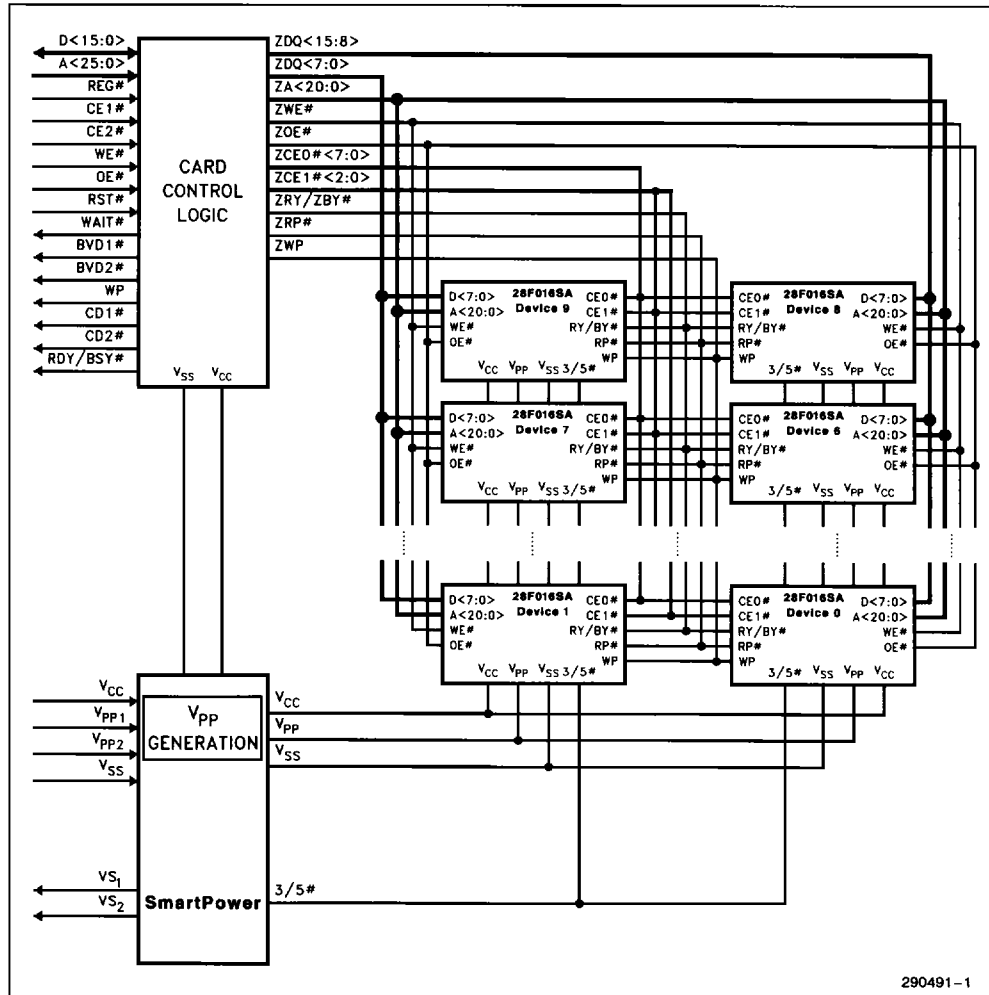 D<15:0>
A<25:0>
REG#
CE1#
CE2#
WE#
OE#
RST#
WAIT#
BVD1#
BVD2#
WP
CD1#
CD2#
RDY/BSY#
CARD
CONTROL
LOGIC
VSS VCC
ZDQ<15:8>
ZDQ<7:0>
ZA<20:0>
ZWE#
ZOE#
ZCE0#<7:0>
ZCE1#<2:0>
ZRY/ZBY#
ZRP#
ZWP
28F016SA
Device 9
D<7:0>
A<20:0>
WE#
OE#
CE0#
CE1#
RY/BY#
RP#
WP
VCC VPP VSS 3/5#
28F016SA
Device 8
CE0#
CE1#
RY/BY#
RP#
WP
D<7:0>
A<20:0>
WE#
OE#
3/5# VSS VPP VCC
28F016SA
Device 7
D<7:0>
A<20:0>
WE#
OE#
CE0#
CE1#
RY/BY#
RP#
WP
VCC VPP VSS 3/5#
28F016SA
Device 6
CE0#
CE1#
RY/BY#
RP#
WP
D<7:0>
A<20:0>
WE#
OE#
3/5# VSS VPP VCC
28F016SA
Device 1
D<7:0>
A<20:0>
WE#
OE#
CE0#
CE1#
RY/BY#
RP#
WP
VCC VPP VSS 3/5#
28F016SA
Device 0
CE0#
CE1#
RY/BY#
RP#
WP
D<7:0>
A<20:0>
WE#
OE#
3/5# VSS VPP VCC
VCC
VPP1
VPP2
VSS
VPP
GENERATION
VCC
VPP
VSS
VS1
VS2
SmartPower
3/5#
290491-1